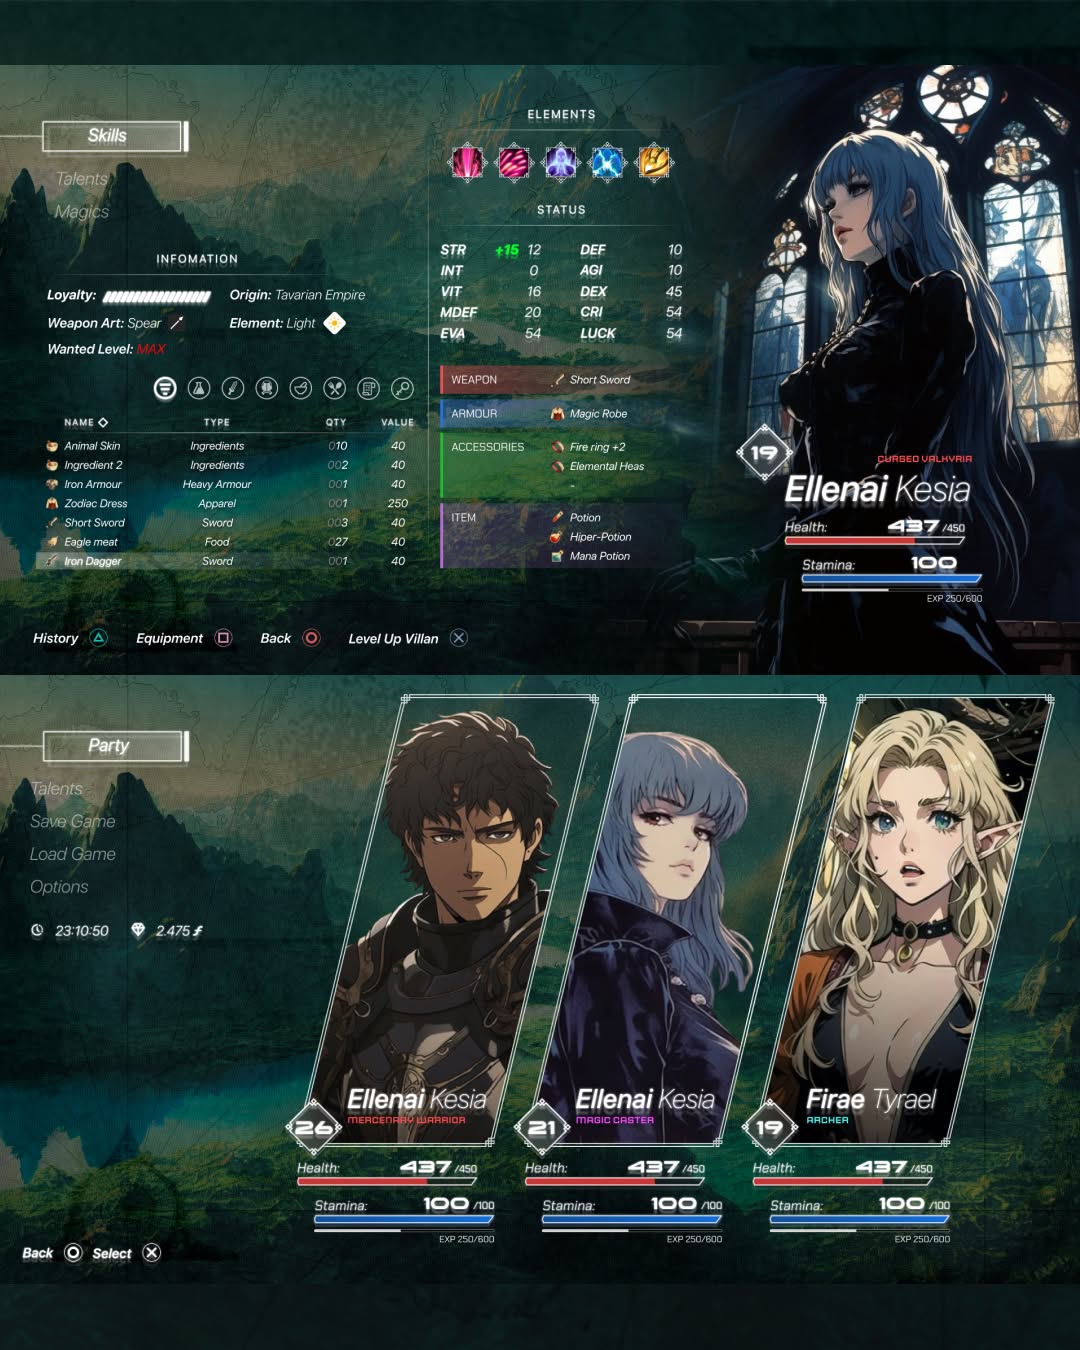 Skills
Talents
Magics
INFOMATION
Loyalty:
Origin: Tavarian Empire
Weapon Art: Spear
Element: Light
Wanted Level: MAX
NAME TYPE QTY VALUE
Animal Skin Ingredients 010 40
Ingredient 2 Ingredients 002 40
Iron Armour Heavy Armour 001 40
Zodiac Dress Apparel 001 250
Short Sword Sword 003 40
Eagle meat Food 027 40
Iron Dagger Sword 001 40
ELEMENTS
STATUS
STR +15 12 DEF 10
INT 0 AGI 10
VIT 16 DEX 45
MDEF 20 CRI 54
EVA 54 LUCK 54
WEAPON Short Sword
ARMOUR Magic Robe
ACCESSORIES Fire ring +2
Elemental Heas
-
ITEM Potion
Hiper-Potion
Mana Potion
19
CURSED VALKYRIA
Ellenai Kesia
Health: 437/450
Stamina: 100
EXP 250/600
History Equipment Back Level Up Villan
Party
Talents
Save Game
Load Game
Options
23:10:50 2.475 ƒ
26
Ellenai Kesia
MERCENARY WARRIOR
Health: 437/450
Stamina: 100/100
EXP 250/600
21
Ellenai Kesia
MAGIC CASTER
Health: 437/450
Stamina: 100/100
EXP 250/600
19
Firae Tyrael
ARCHER
Health: 437/450
Stamina: 100/100
EXP 250/600
Back Select